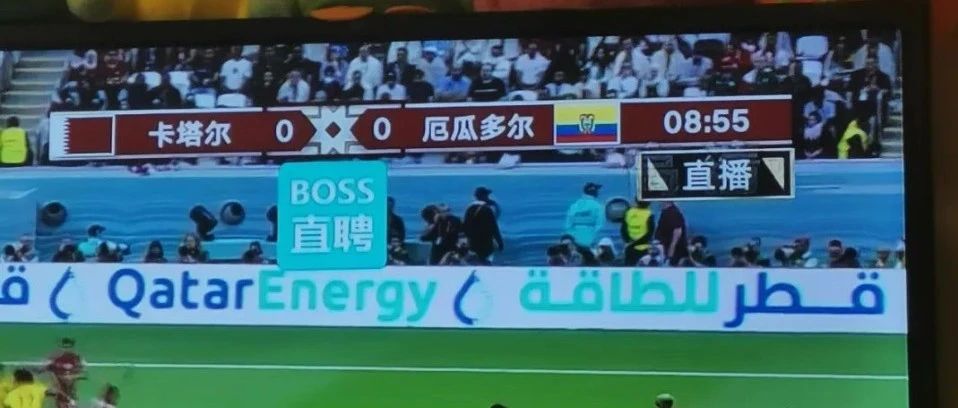 卡塔尔 0 0 厄瓜多尔 08:55
直播
BOSS
直聘
QatarEnergy قطر للطاقة